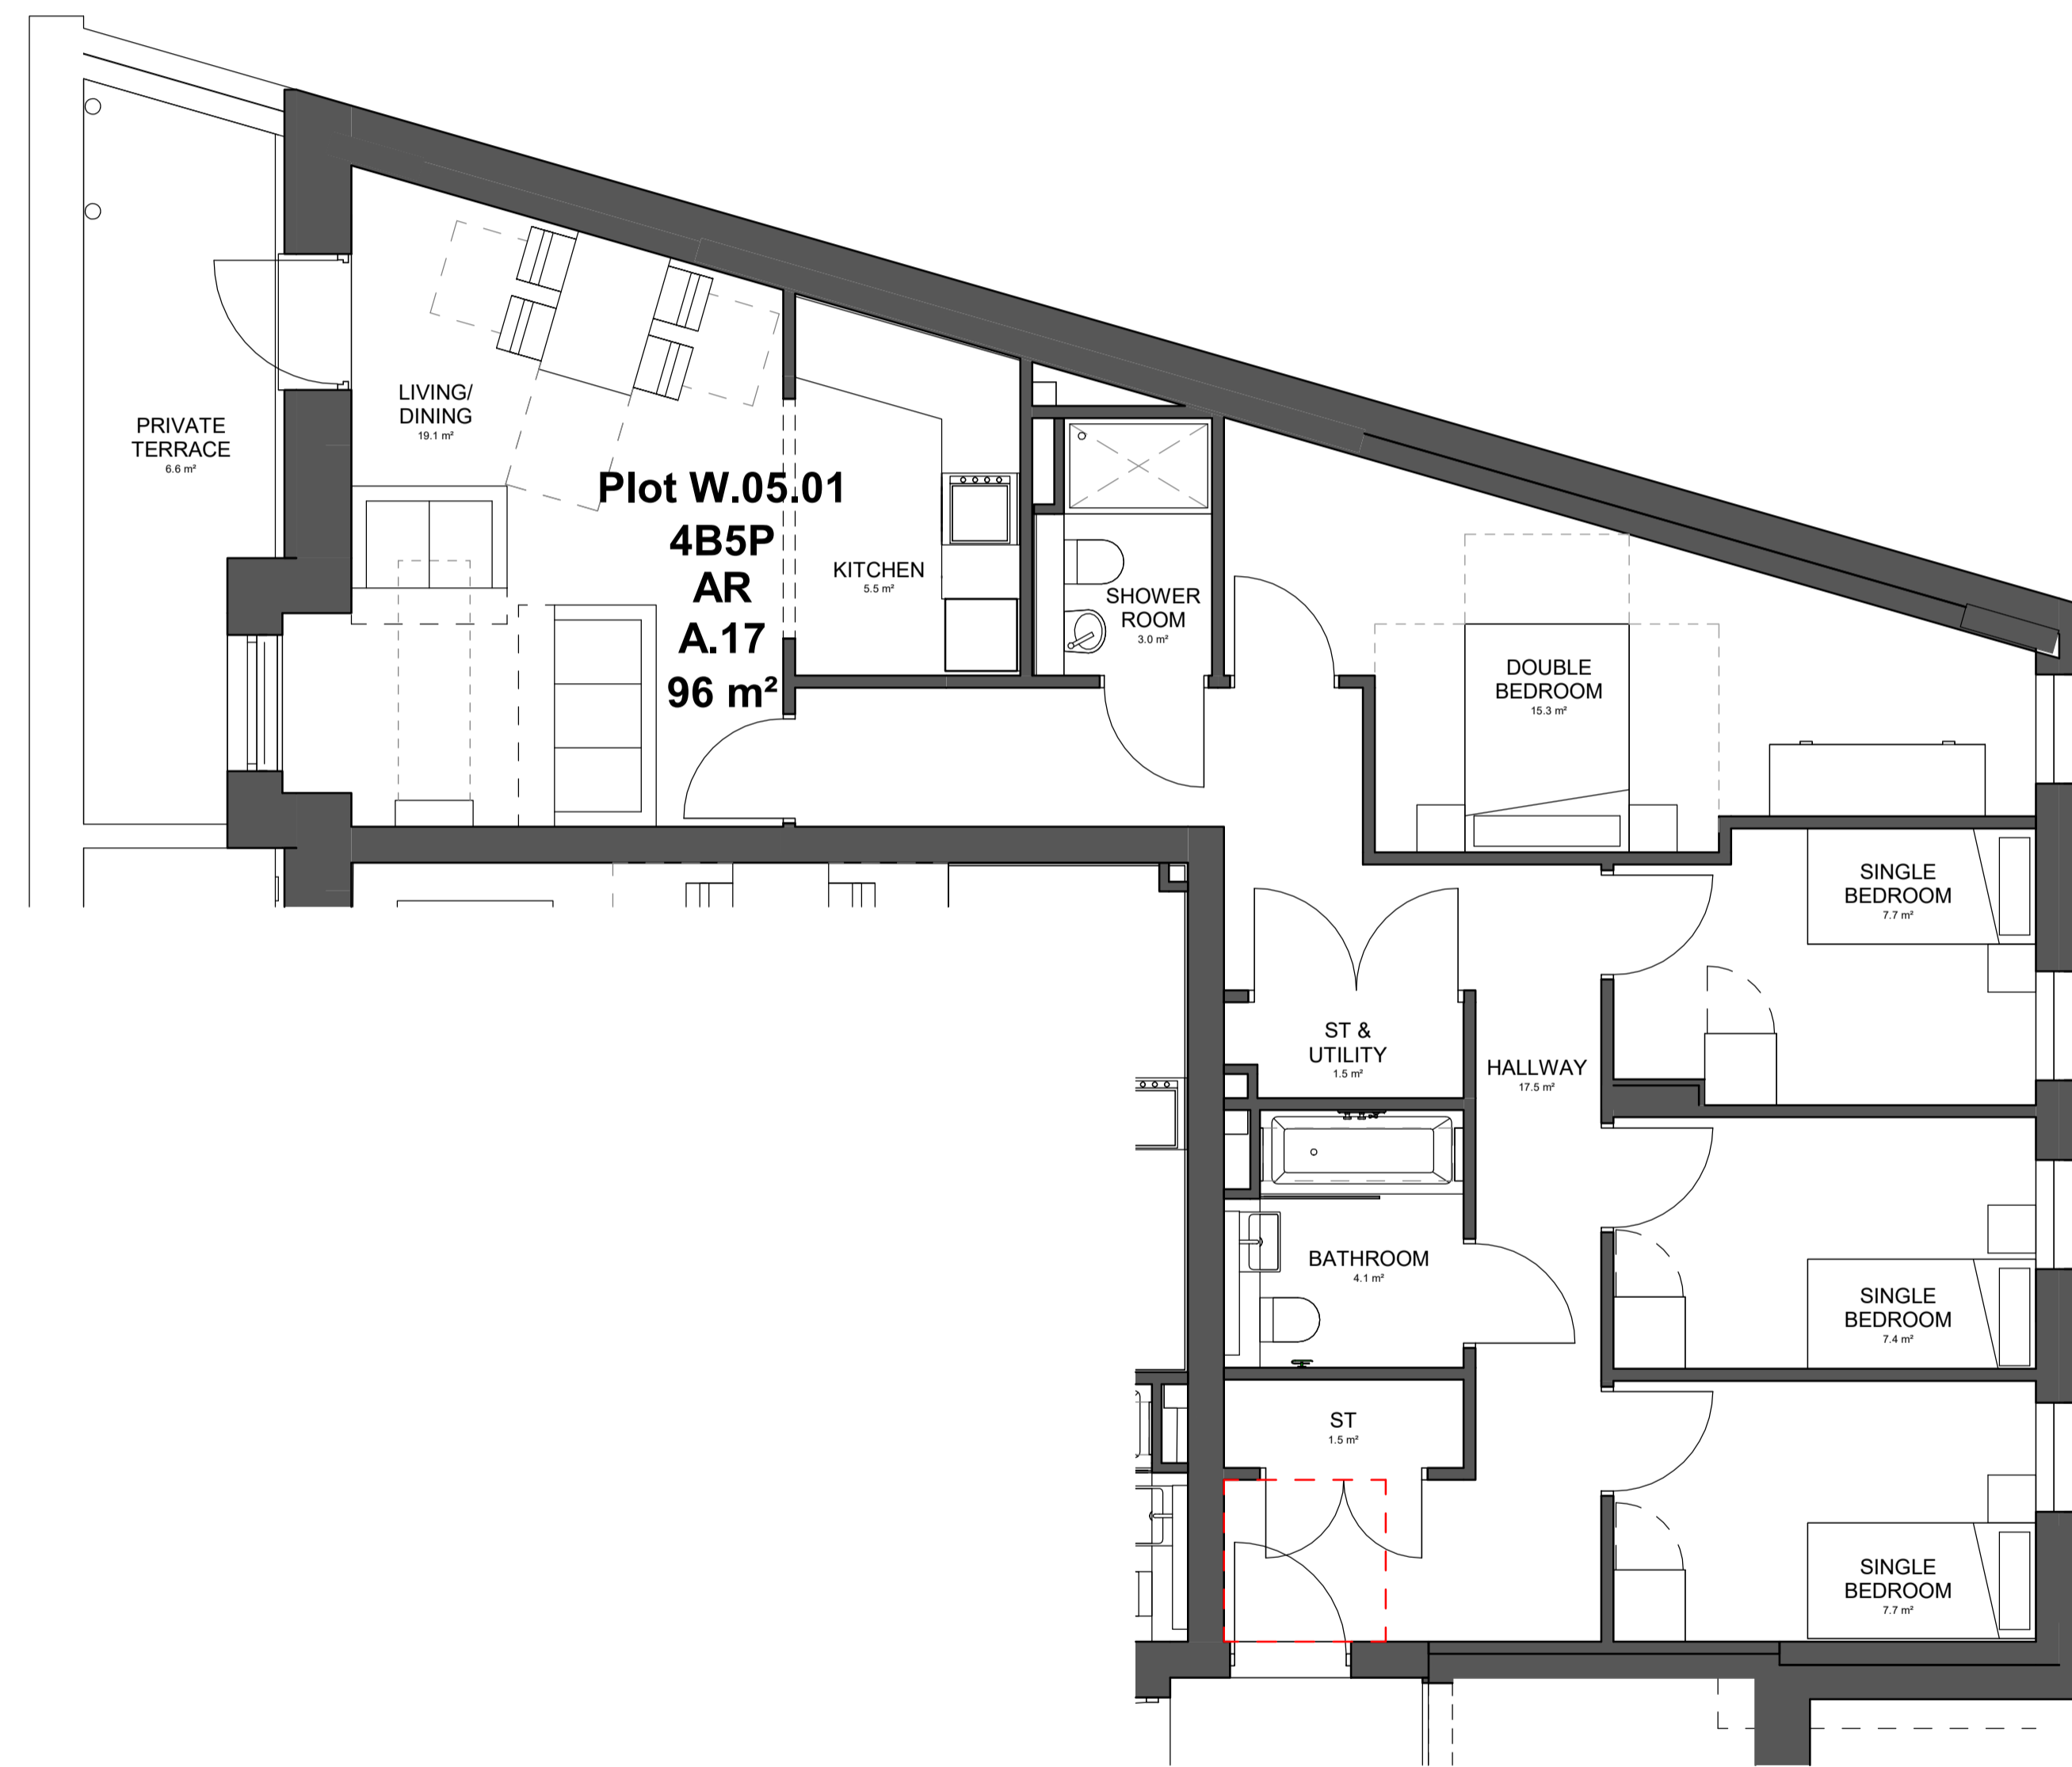 PRIVATE
TERRACE
6.6 m²
LIVING/
DINING
19.1 m²
Plot W.05.01
4B5P
AR
A.17
96 m²
KITCHEN
5.5 m²
SHOWER
ROOM
3.0 m²
DOUBLE
BEDROOM
15.3 m²
SINGLE
BEDROOM
7.7 m²
ST &
UTILITY
1.5 m²
HALLWAY
17.5 m²
BATHROOM
4.1 m²
SINGLE
BEDROOM
7.4 m²
ST
1.5 m²
SINGLE
BEDROOM
7.7 m²